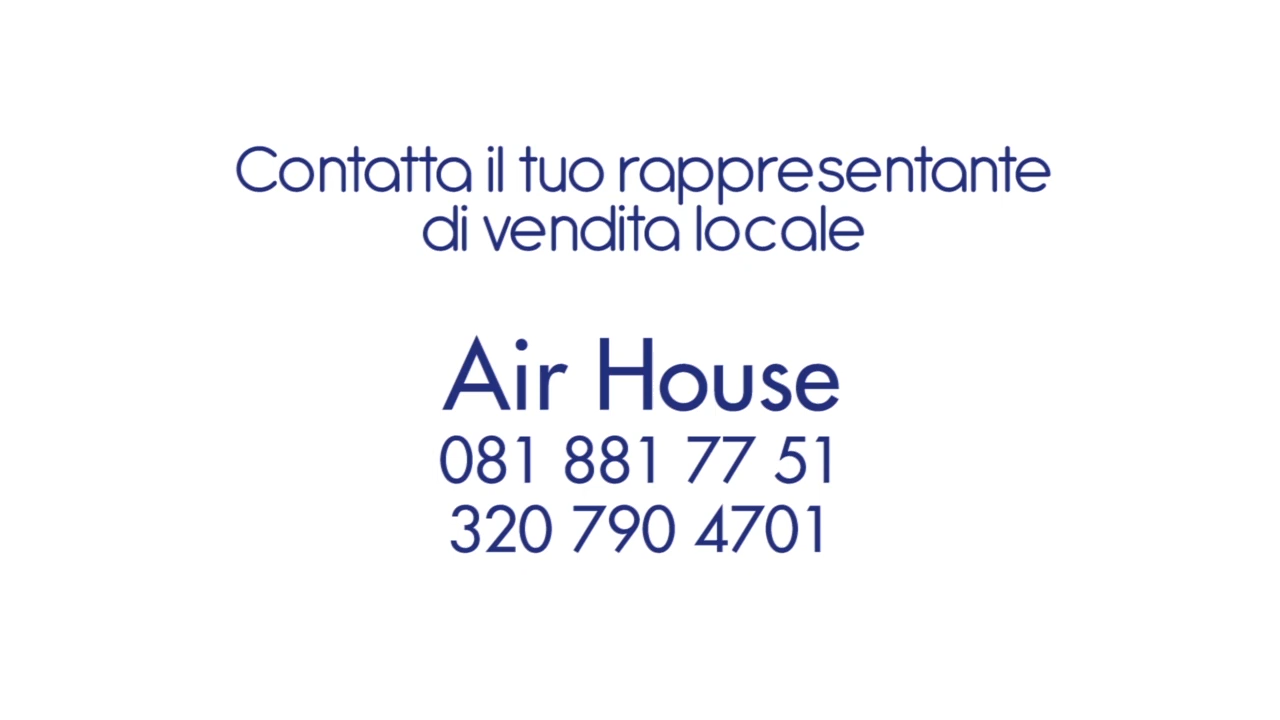 Contatta il tuo rappresentante
di vendita locale
Air House
081 881 77 51
320 790 4701